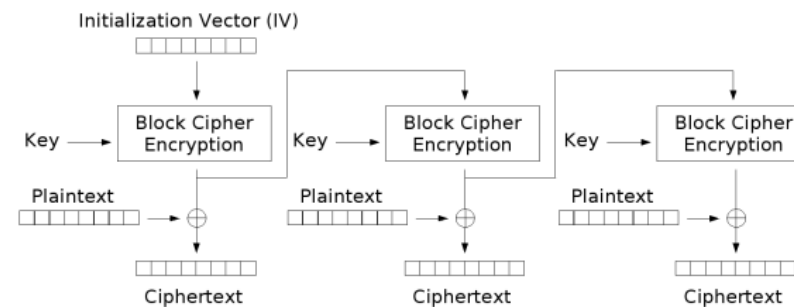 Initialization Vector (IV)
Key
Block Cipher
Encryption
Key
Block Cipher
Encryption
Key
Block Cipher
Encryption
Plaintext
Plaintext
Plaintext
Ciphertext
Ciphertext
Ciphertext